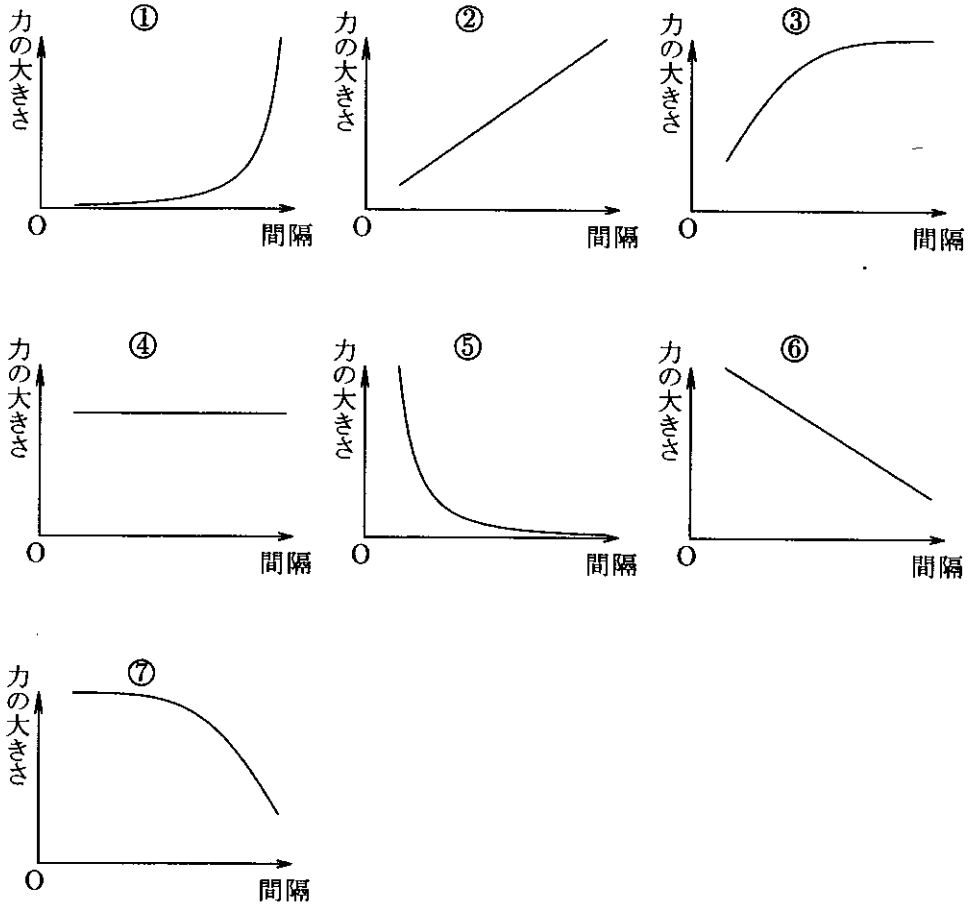 ① ② ③
力の大きさ 力の大きさ 力の大きさ
O 間隔 O 間隔 O 間隔
④ ⑤ ⑥
力の大きさ 力の大きさ 力の大きさ
O 間隔 O 間隔 O 間隔
⑦
力の大きさ
O 間隔